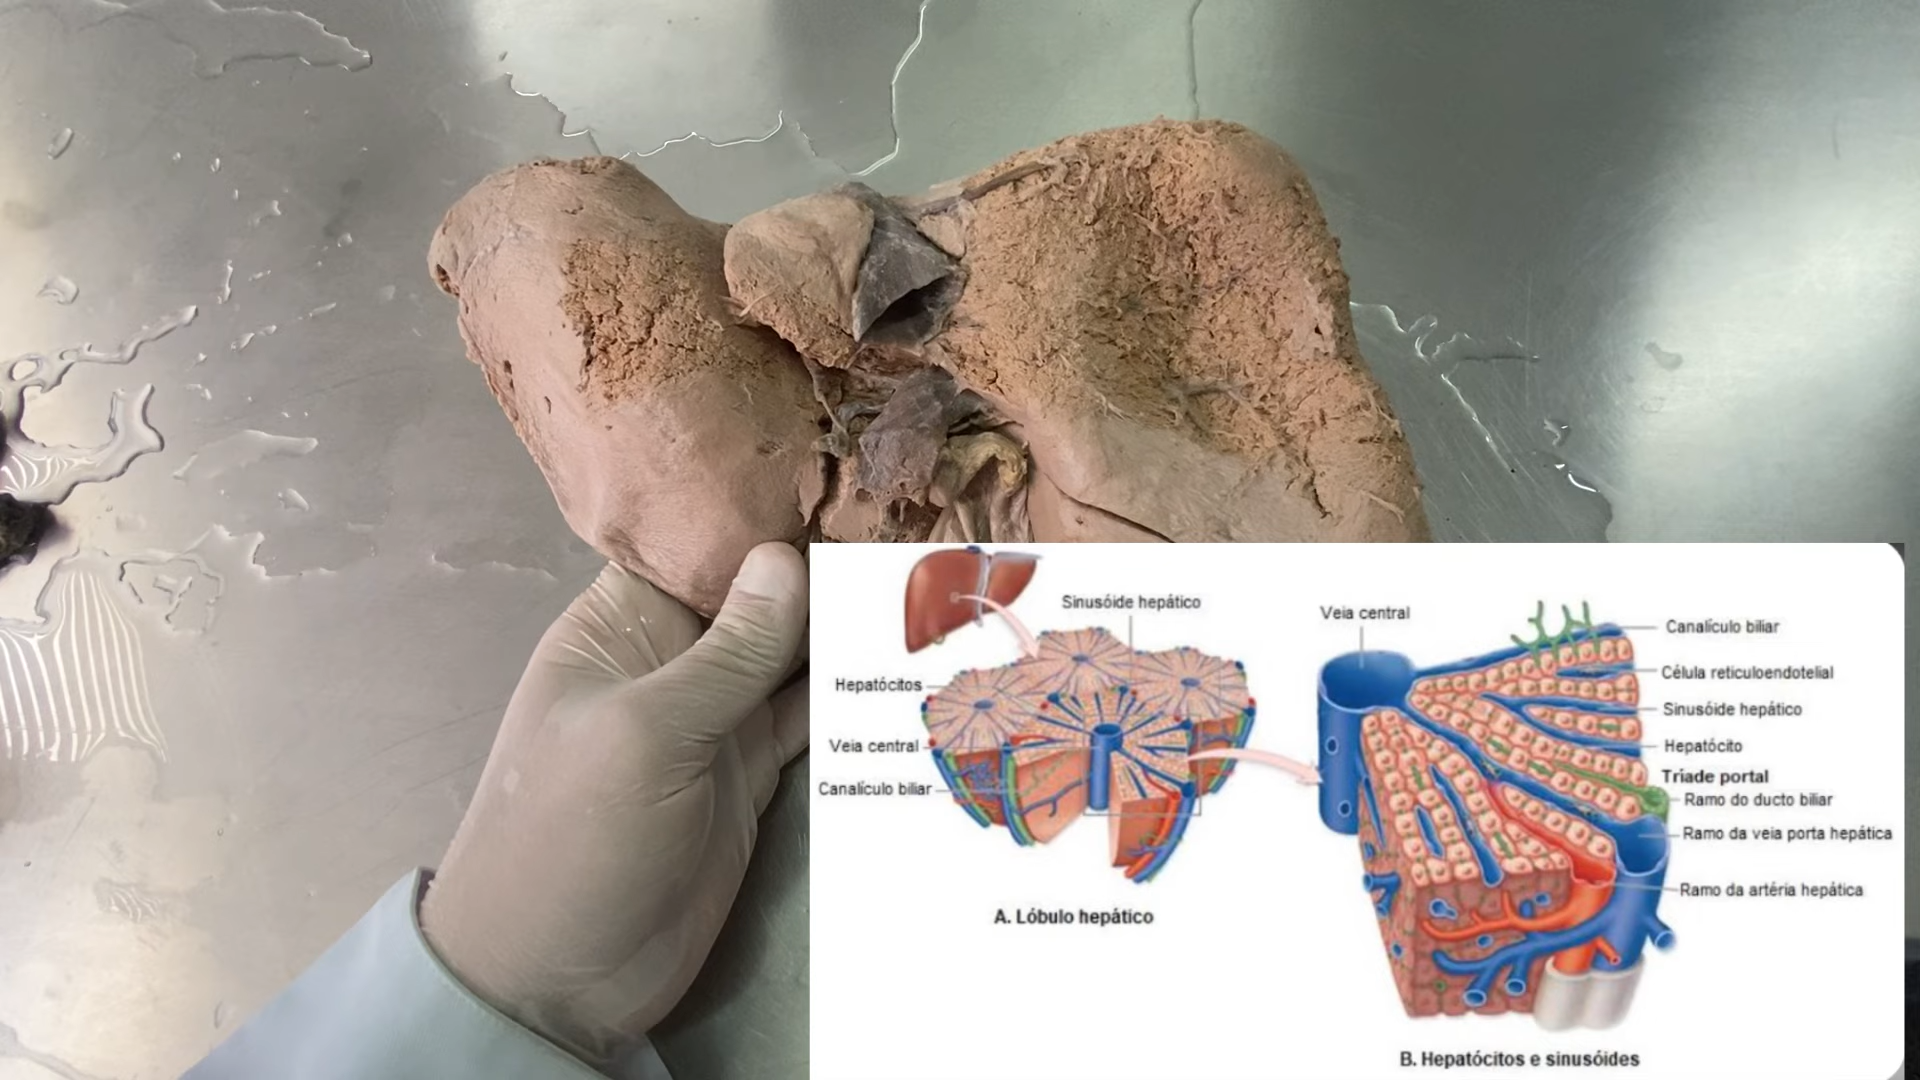 Sinusóide hepático
Hepatócitos
Veia central
Canalículo biliar
A. Lóbulo hepático
Veia central
Canalículo biliar
Célula reticuloendotelial
Sinusóide hepático
Hepatócito
Tríade portal
Ramo do ducto biliar
Ramo da veia porta hepática
Ramo da artéria hepática
B. Hepatócitos e sinusóides